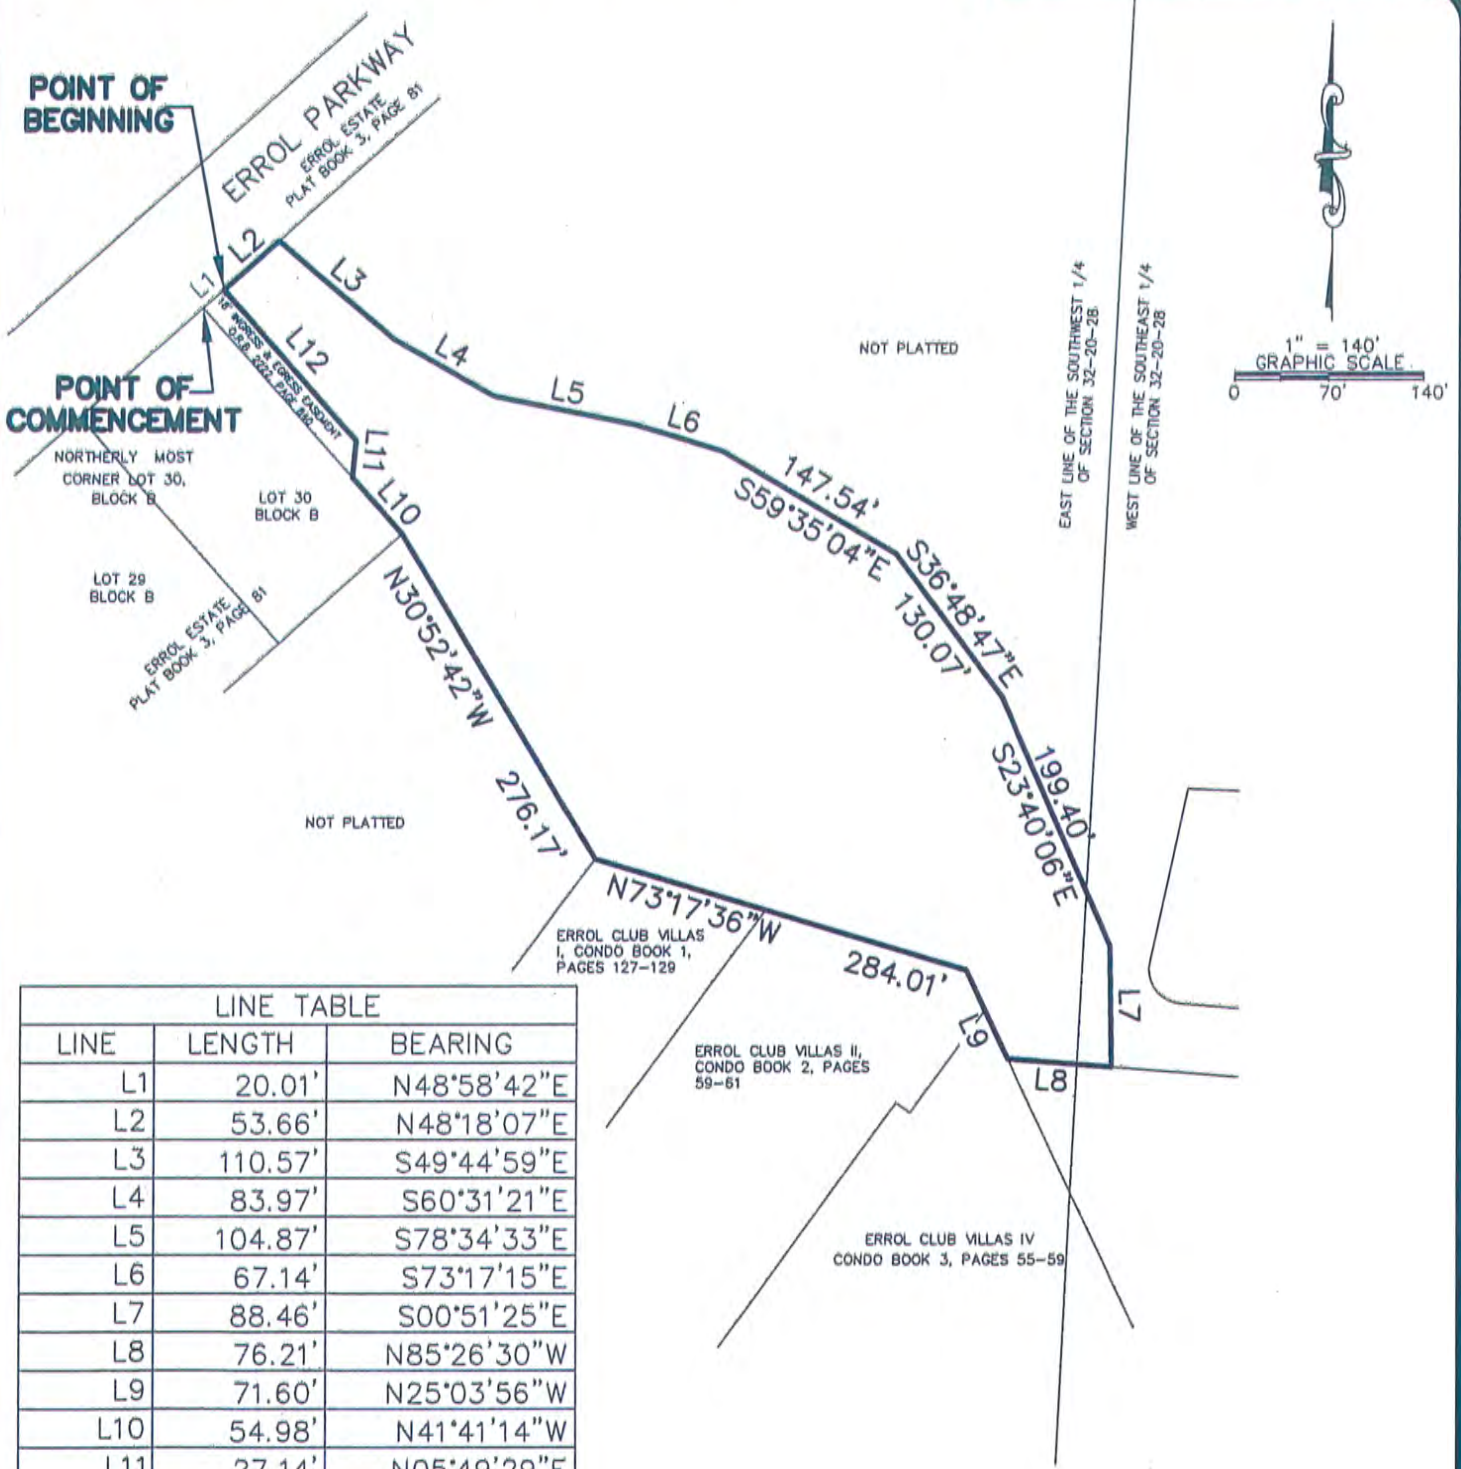 POINT OF
BEGINNING
ERROL PARKWAY
ERROL ESTATE
PLAT BOOK 3, PAGE 81
L1
L2
L3
L4
L5
L6
147.54'
S59°35'04"E
S36°48'47"E
130.07'
199.40'
S23°40'06"E
L7
L8
L9
284.01'
N73°17'36"W
276.17'
N30°52'42"W
L10
L11
L12
INGRESS & EGRESS EASEMENT
POINT OF
COMMENCEMENT
NORTHERLY MOST
CORNER LOT 30,
BLOCK B
LOT 30
BLOCK B
LOT 29
BLOCK B
ERROL ESTATE
PLAT BOOK 3, PAGE 81
NOT PLATTED
NOT PLATTED
EAST LINE OF THE SOUTHWEST 1/4
OF SECTION 32-20-28
WEST LINE OF THE SOUTHEAST 1/4
OF SECTION 32-20-28
1" = 140'
GRAPHIC SCALE
0 70' 140'
ERROL CLUB VILLAS
I, CONDO BOOK 1,
PAGES 127-129
ERROL CLUB VILLAS II,
CONDO BOOK 2, PAGES
59-61
ERROL CLUB VILLAS IV
CONDO BOOK 3, PAGES 55-59
LINE TABLE
LINE LENGTH BEARING
L1 20.01' N48°58'42"E
L2 53.66' N48°18'07"E
L3 110.57' S49°44'59"E
L4 83.97' S60°31'21"E
L5 104.87' S78°34'33"E
L6 67.14' S73°17'15"E
L7 88.46' S00°51'25"E
L8 76.21' N85°26'30"W
L9 71.60' N25°03'56"W
L10 54.98' N41°41'14"W
L11 27.14'